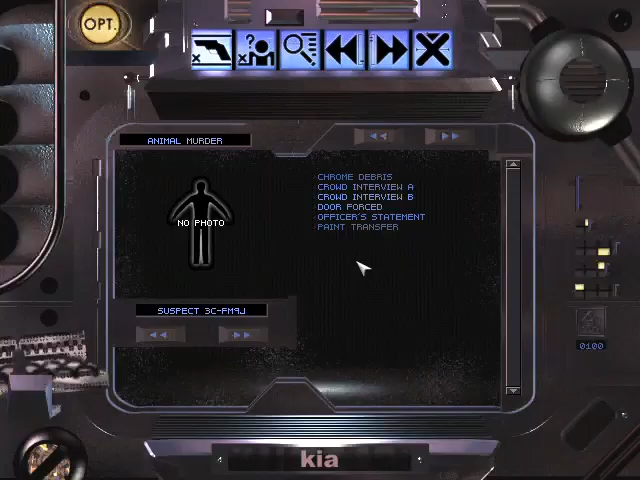 OPT.
?
x
x
ANIMAL MURDER
NO PHOTO
CHROME DEBRIS
CROWD INTERVIEW A
CROWD INTERVIEW B
DOOR FORCED
OFFICER'S STATEMENT
PAINT TRANSFER
SUSPECT 3C-FM9J
0100
kia